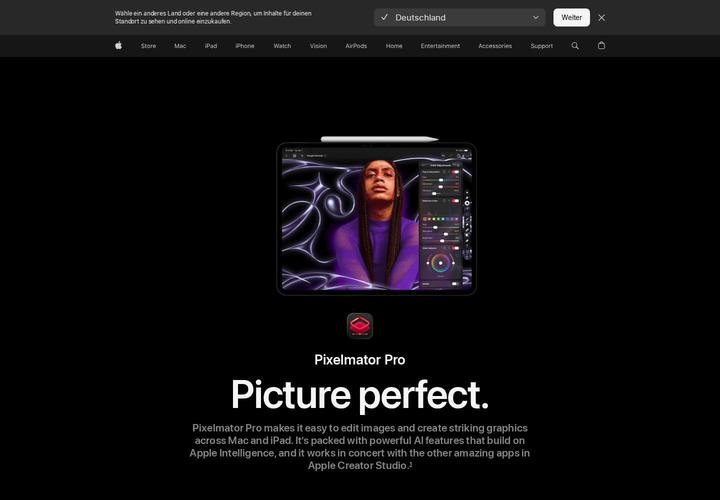 Wähle ein anderes Land oder eine andere Region, um Inhalte für deinen
Standort zu sehen und online einzukaufen.
Deutschland
Weiter
Store Mac iPad iPhone Watch Vision AirPods Home Entertainment Accessories Support
Pixelmator Pro
Picture perfect.
Pixelmator Pro makes it easy to edit images and create striking graphics
across Mac and iPad. It's packed with powerful AI features that build on
Apple Intelligence, and it works in concert with the other amazing apps in
Apple Creator Studio.